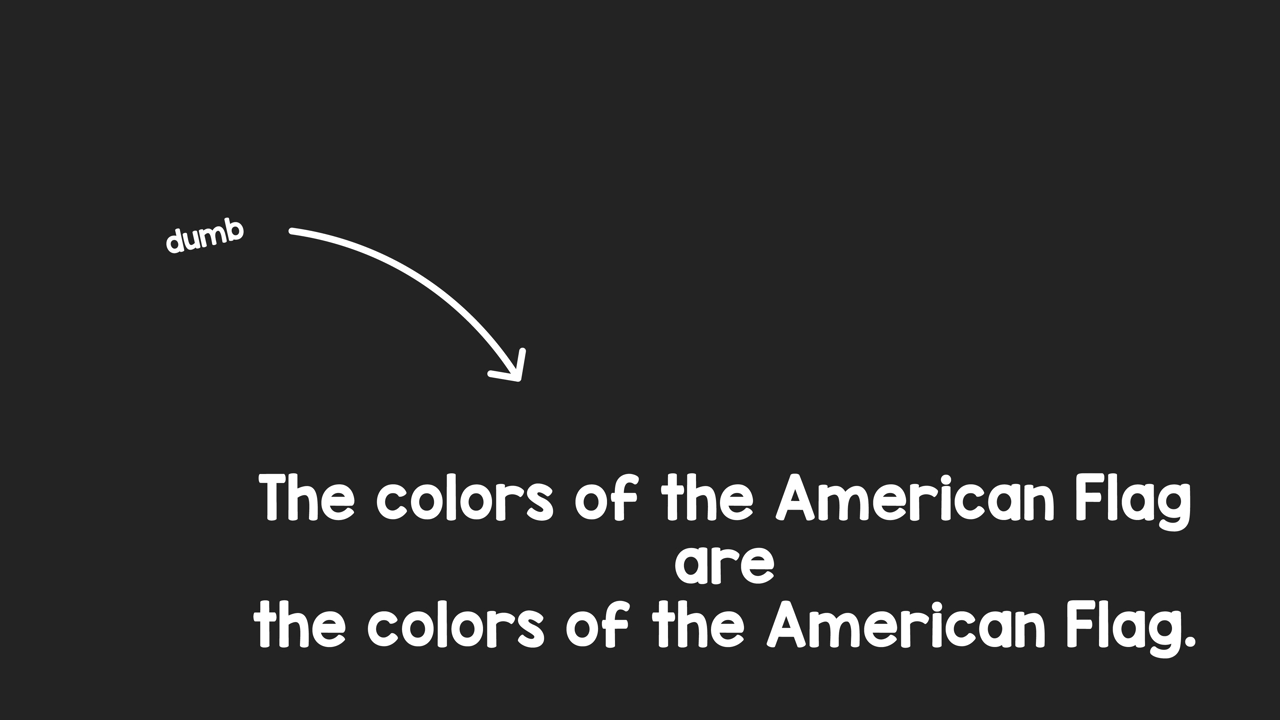 dumb
The colors of the American Flag
are
the colors of the American Flag.